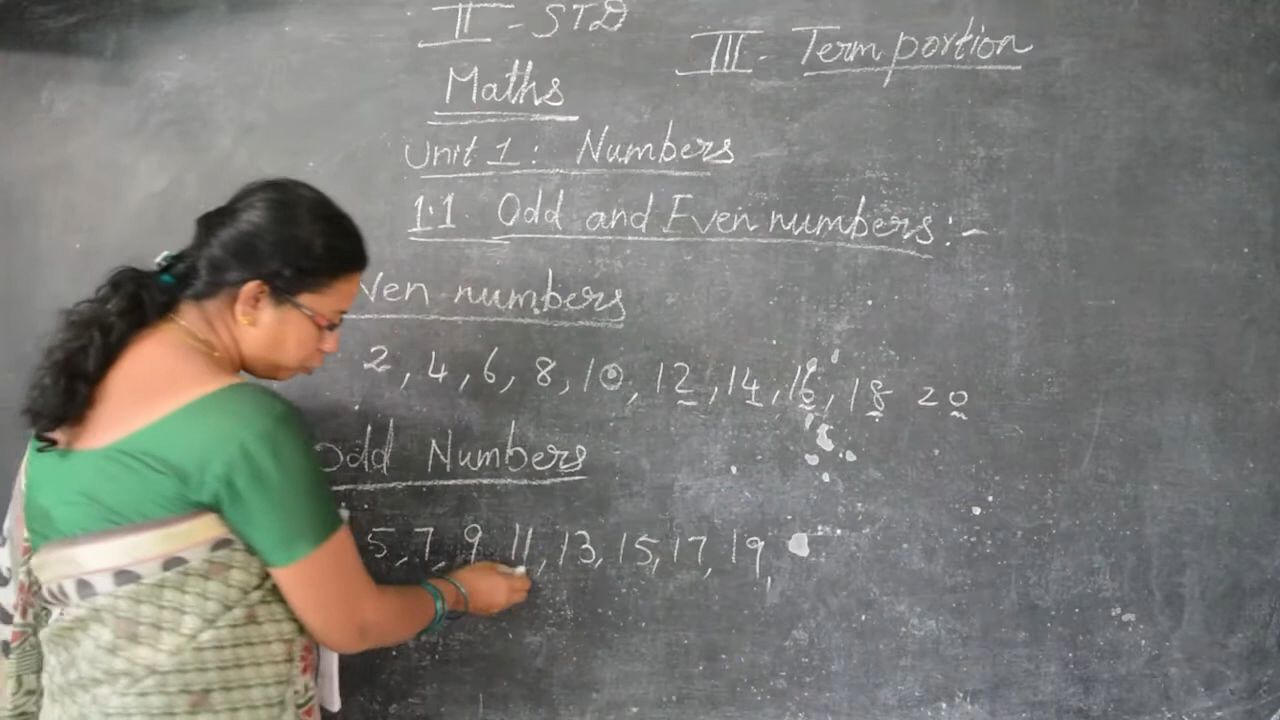 II - STD
III - Term portion
Maths
Unit 1 : Numbers
1.1 Odd and Even numbers :-
ven numbers
2, 4, 6, 8, 10, 12, 14, 16, 18 20
odd Numbers
5, 7, 9 11, 13, 15, 17, 19,